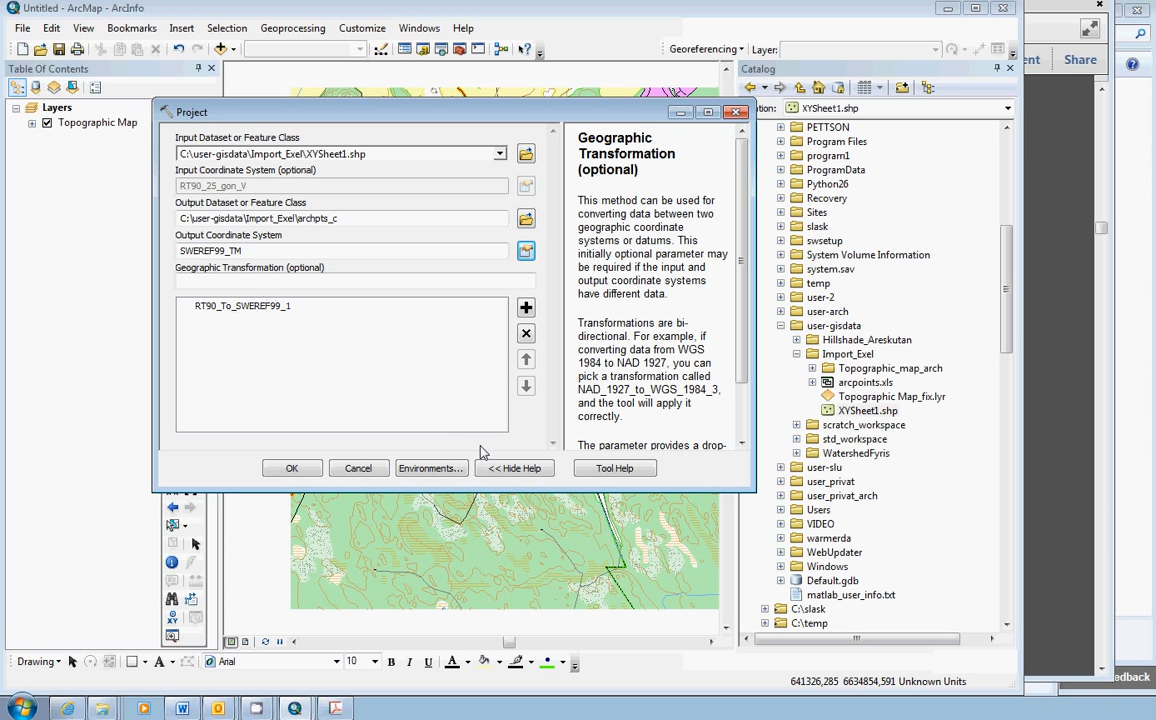 Untitled - ArcMap - ArcInfo
File Edit View Bookmarks Insert Selection Geoprocessing Customize Windows Help
Georeferencing Layer:
Table Of Contents
Layers
Topographic Map
Project
Input Dataset or Feature Class
C:\user-gisdata\Import_Exel\XYSheet1.shp
Input Coordinate System (optional)
RT90_25_gon_V
Output Dataset or Feature Class
C:\user-gisdata\Import_Exel\archpts_c
Output Coordinate System
SWEREF99_TM
Geographic Transformation (optional)
RT90_To_SWEREF99_1
OK Cancel Environments... << Hide Help Tool Help
Geographic
Transformation
(optional)
This method can be used for
converting data between two
geographic coordinate
systems or datums. This
initially optional parameter may
be required if the input and
output coordinate systems
have different data.
Transformations are bi-
directional. For example, if
converting data from WGS
1984 to NAD 1927, you can
pick a transformation called
NAD_1927_to_WGS_1984_3,
and the tool will apply it
correctly.
The parameter provides a drop-
Catalog
ation: XYSheet1.shp
PETTSON
Program Files
program1
ProgramData
Python26
Recovery
Sites
slask
swsetup
System Volume Information
system.sav
temp
user-2
user-arch
user-gisdata
Hillshade_Areskutan
Import_Exel
Topographic_map_arch
arcpoints.xls
Topographic Map_fix.lyr
XYSheet1.shp
scratch_workspace
std_workspace
WatershedFyris
user-slu
user_privat
user_privat_arch
Users
VIDEO
warmerda
WebUpdater
Windows
Default.gdb
matlab_user_info.txt
C:\slask
C:\temp
ent Share
Drawing A Arial 10 B I U A
641326,285 6634854,591 Unknown Units
edback